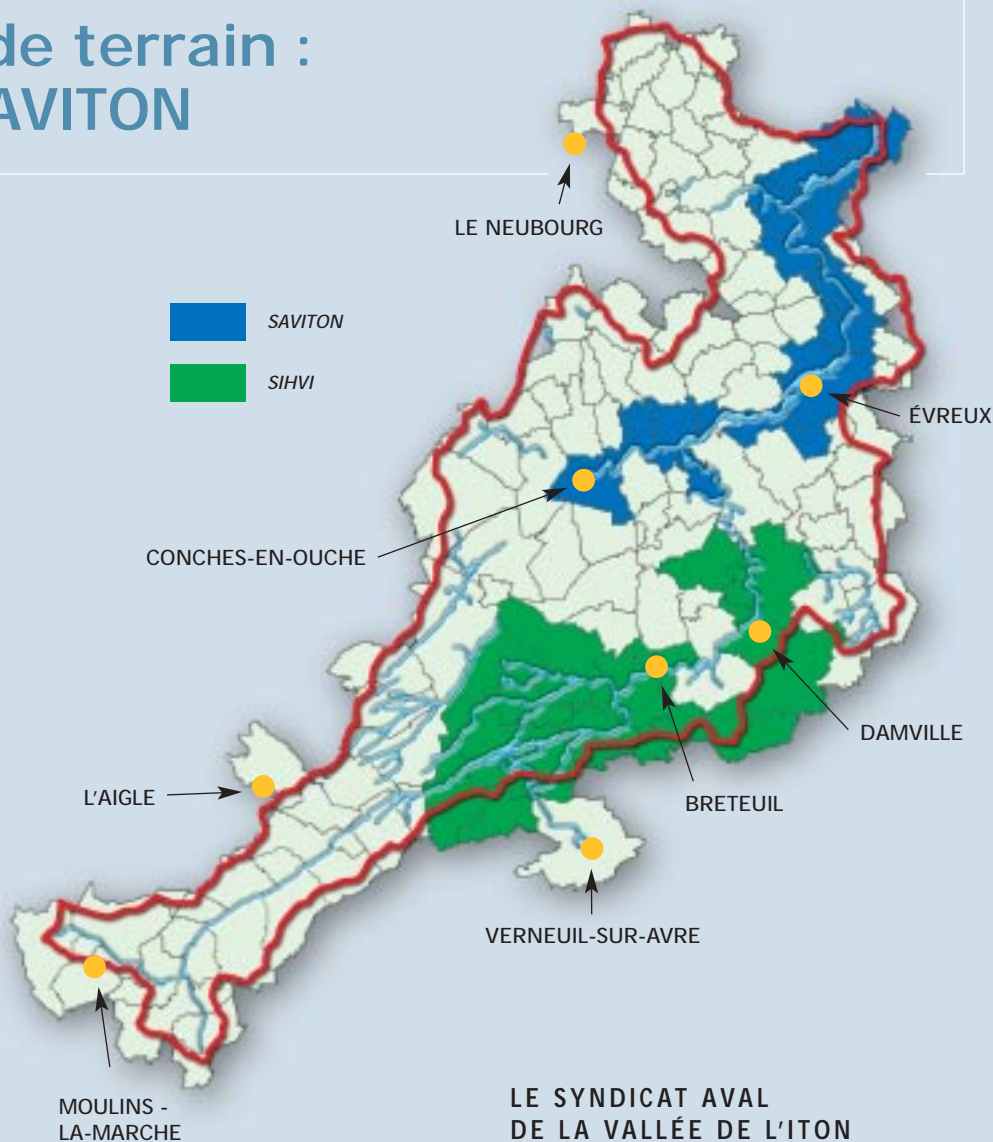 de terrain :
AVITON
LE NEUBOURG
SAVITON
SIHVI
ÉVREUX
CONCHES-EN-OUCHE
DAMVILLE
L'AIGLE
BRETEUIL
VERNEUIL-SUR-AVRE
MOULINS -
LA-MARCHE
LE SYNDICAT AVAL
DE LA VALLÉE DE L'ITON